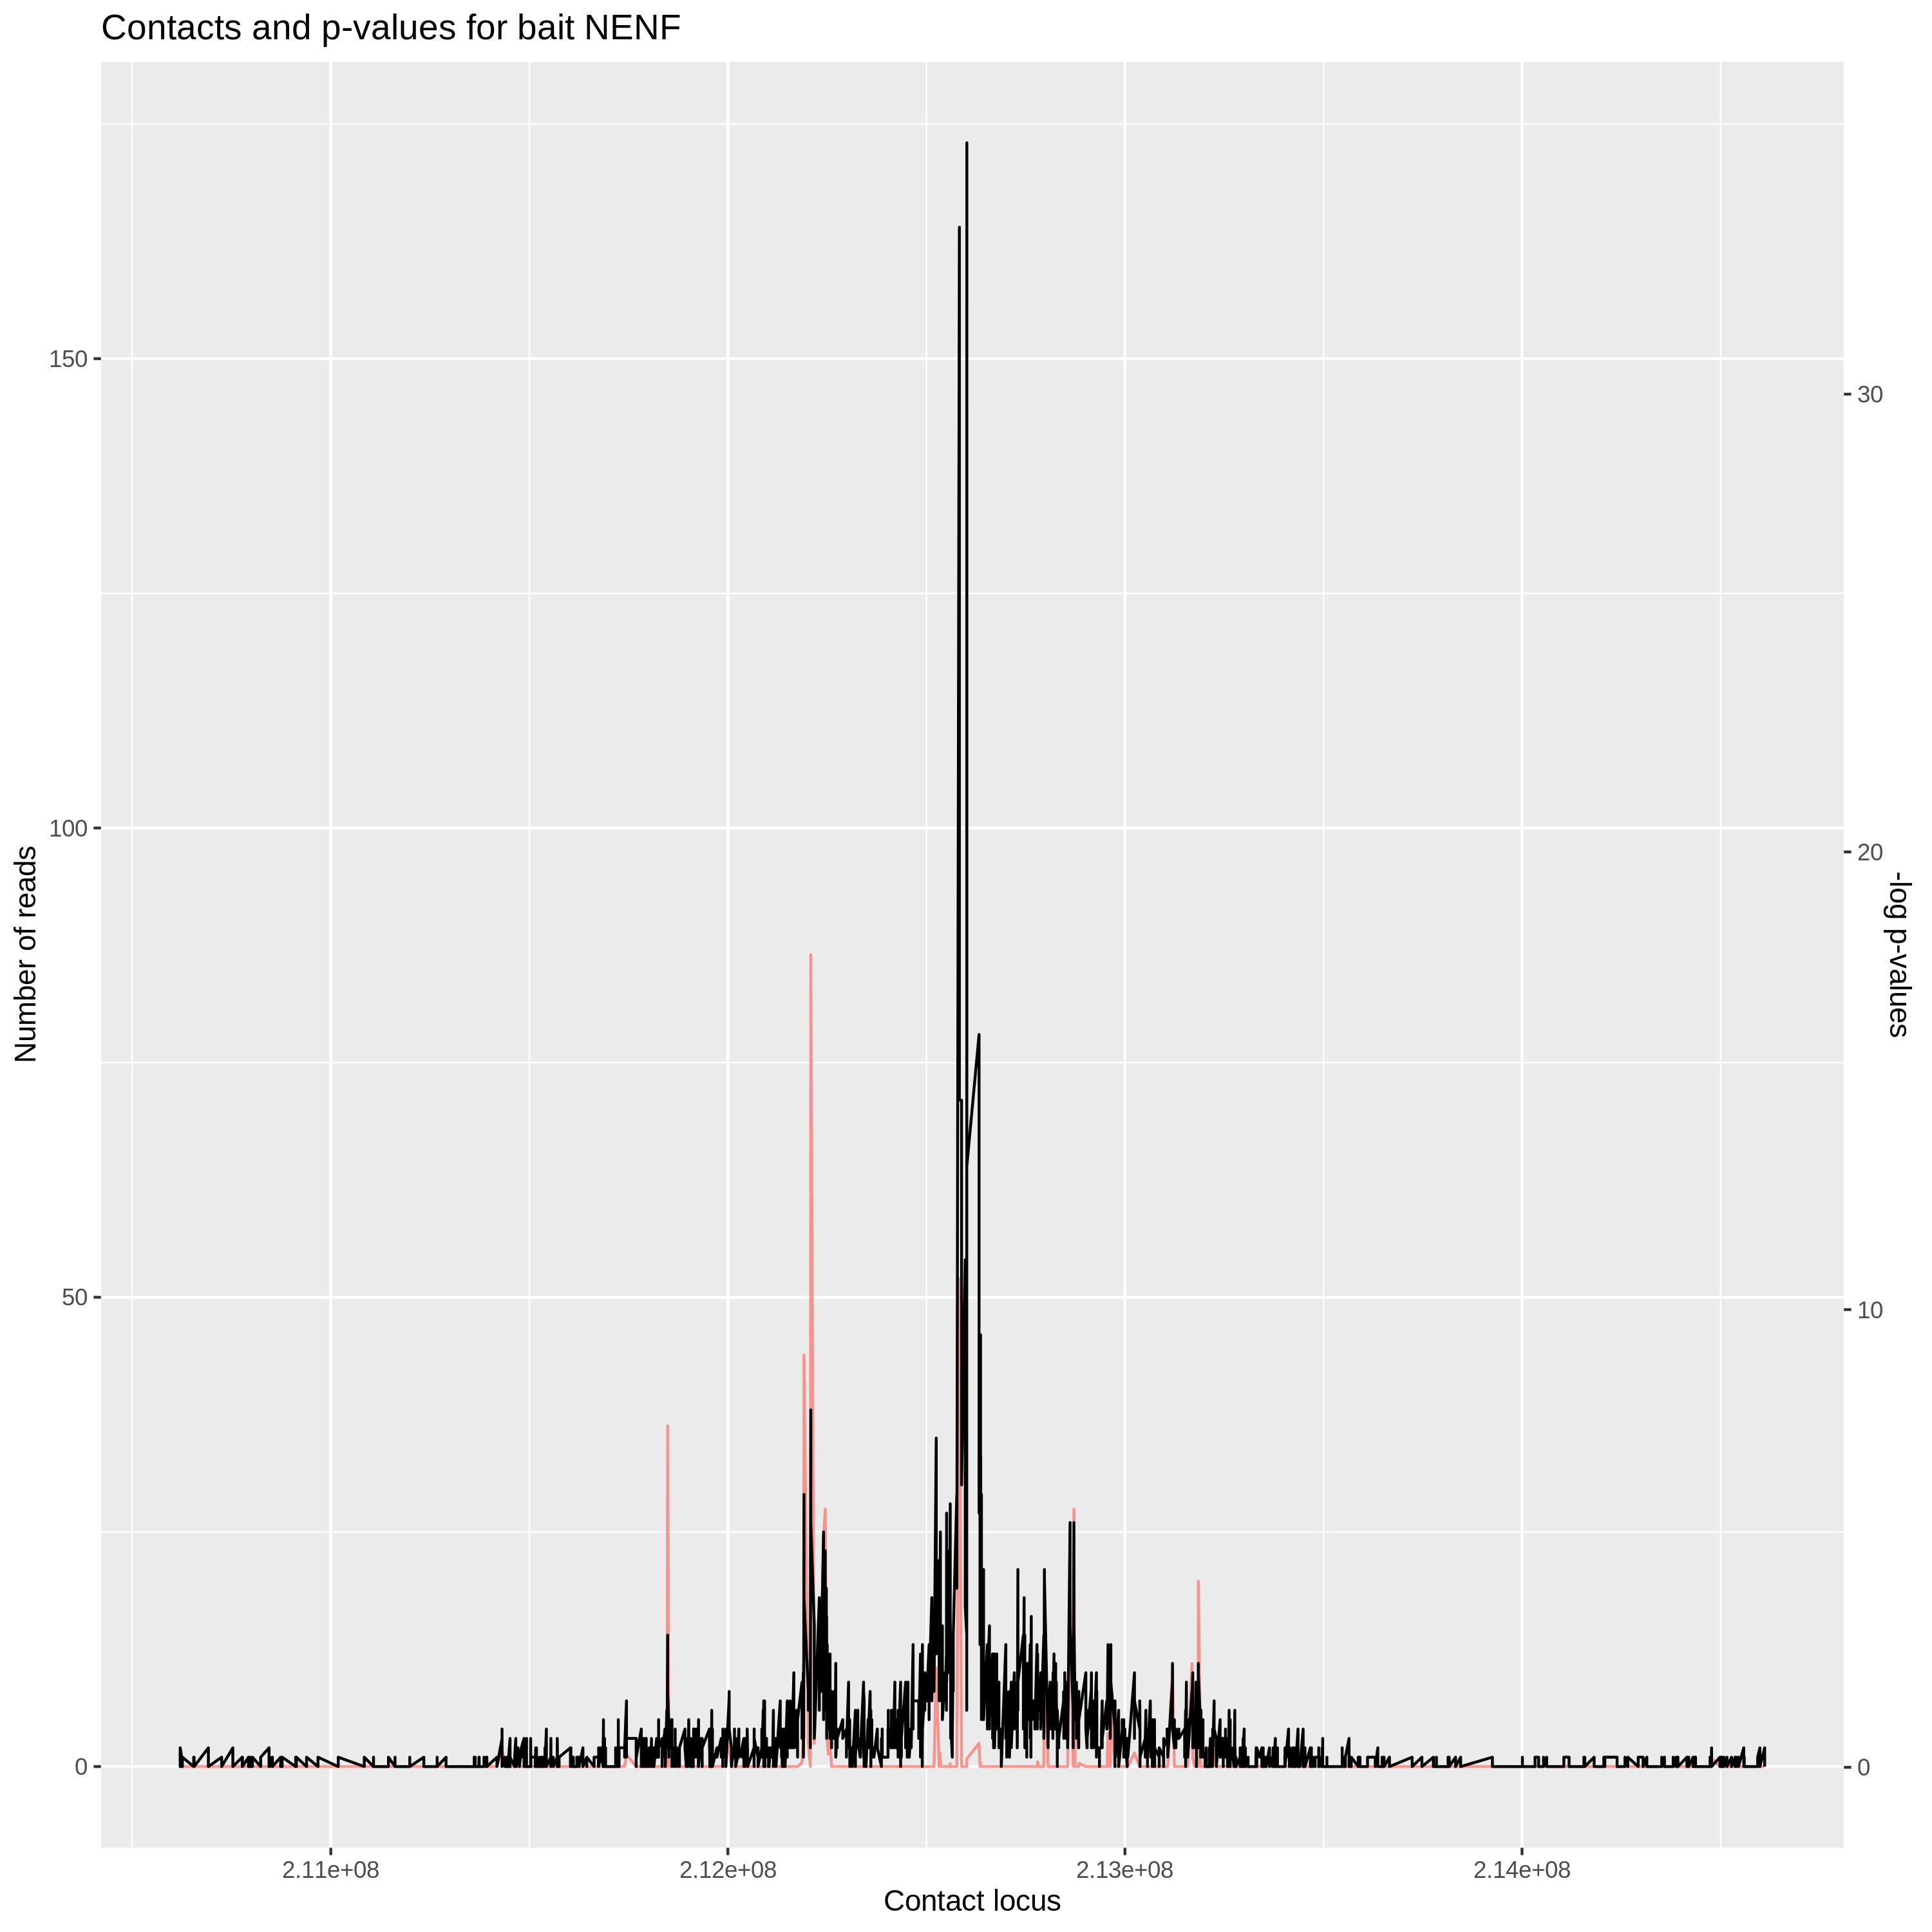 Contacts and p-values for bait NENF
150
100
50
0
Number of reads
30
20
10
0
-log p-values
2.11e+08
2.12e+08
2.13e+08
2.14e+08
Contact locus